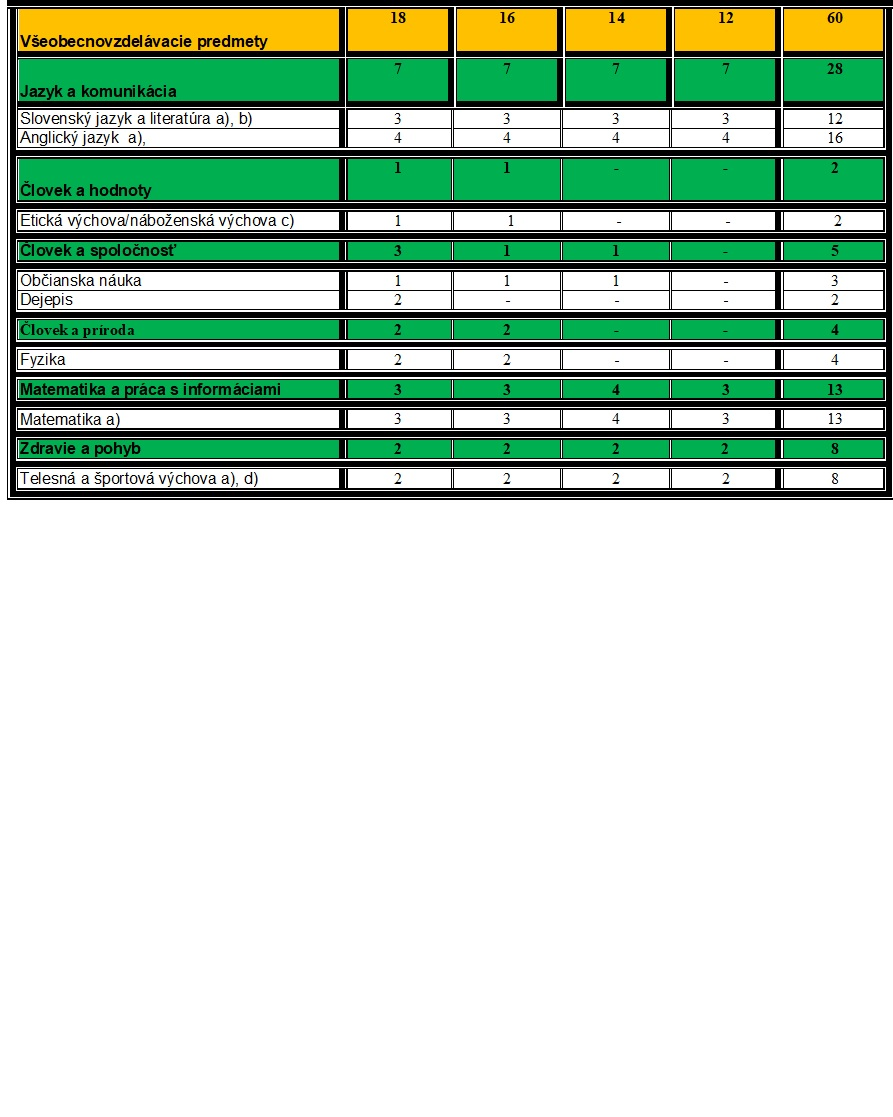 Všeobecnovzdelávacie predmety 18 16 14 12 60
Jazyk a komunikácia 7 7 7 7 28
Slovenský jazyk a literatúra a), b) 3 3 3 3 12
Anglický jazyk a), 4 4 4 4 16
Človek a hodnoty 1 1 - - 2
Etická výchova/náboženská výchova c) 1 1 - - 2
Človek a spoločnosť 3 1 1 - 5
Občianska náuka 1 1 1 - 3
Dejepis 2 - - - 2
Človek a príroda 2 2 - - 4
Fyzika 2 2 - - 4
Matematika a práca s informáciami 3 3 4 3 13
Matematika a) 3 3 4 3 13
Zdravie a pohyb 2 2 2 2 8
Telesná a športová výchova a), d) 2 2 2 2 8